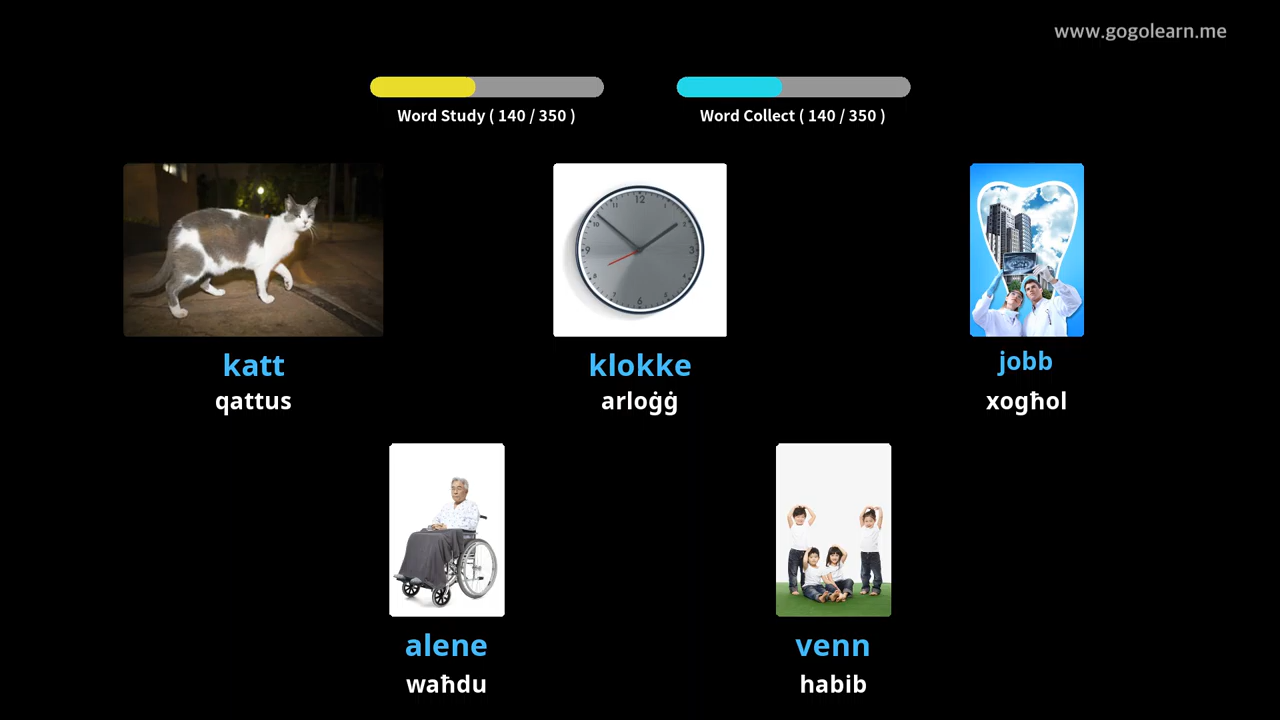 www.gogolearn.me
Word Study ( 140 / 350 )
Word Collect ( 140 / 350 )
katt
qattus
klokke
arloġġ
jobb
xogħol
alene
waħdu
venn
ħabib